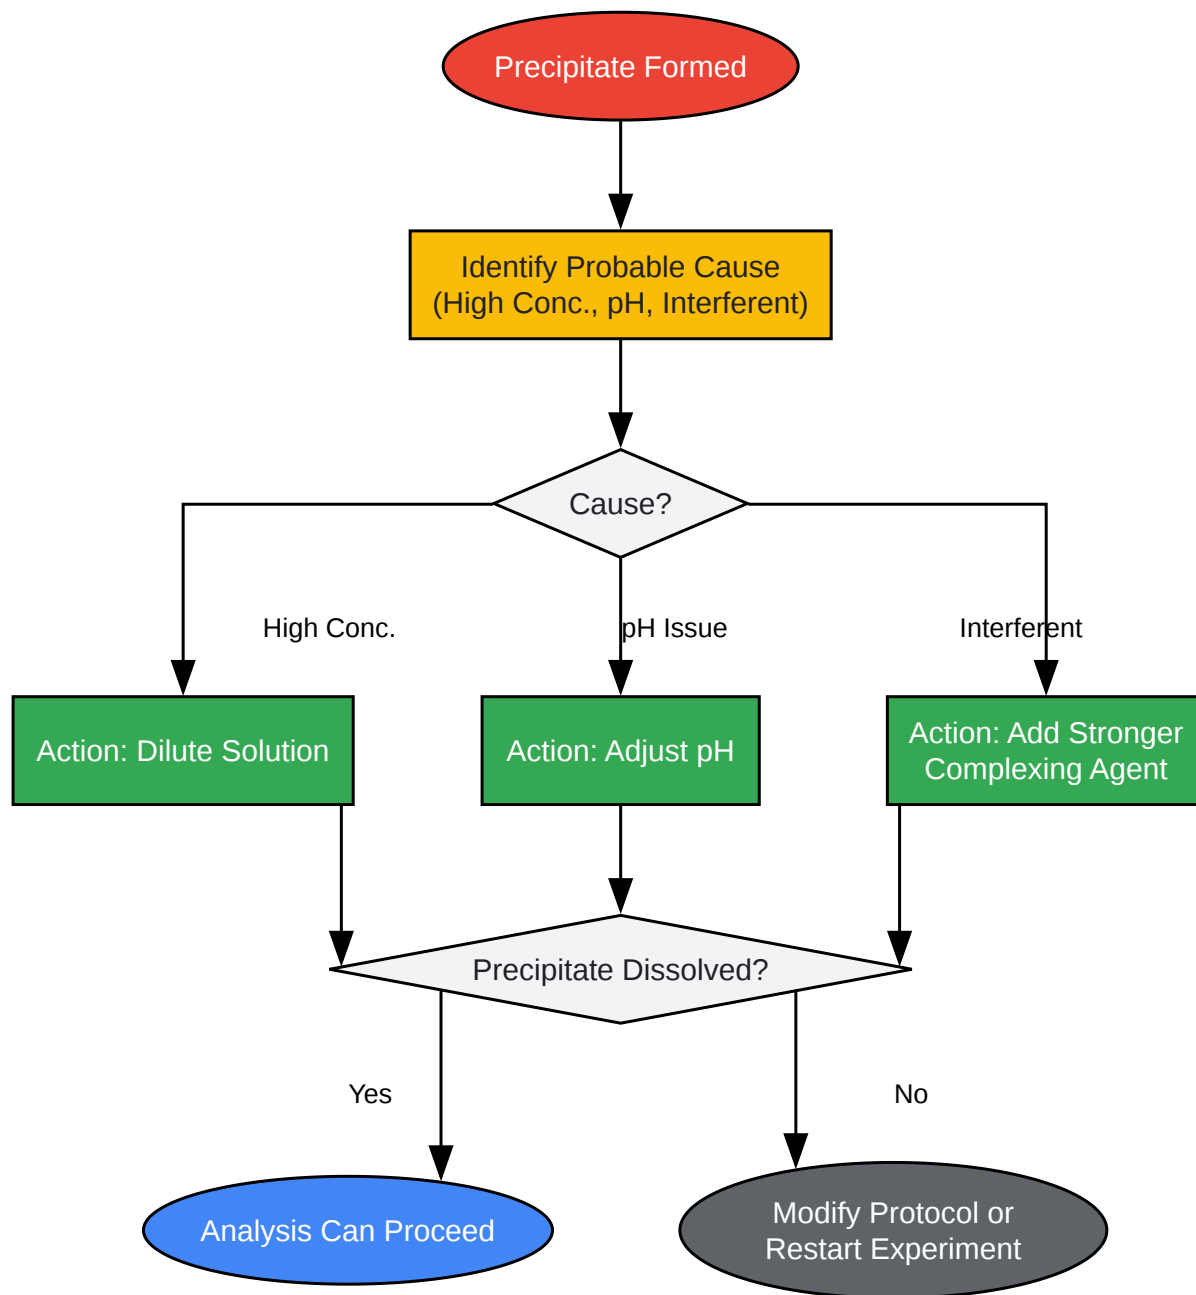 Precipitate Formed
Identify Probable Cause
(High Conc., pH, Interferent)
Cause?
High Conc.
pH Issue
Interferent
Action: Dilute Solution
Action: Adjust pH
Action: Add Stronger
Complexing Agent
Precipitate Dissolved?
Yes
No
Analysis Can Proceed
Modify Protocol or
Restart Experiment